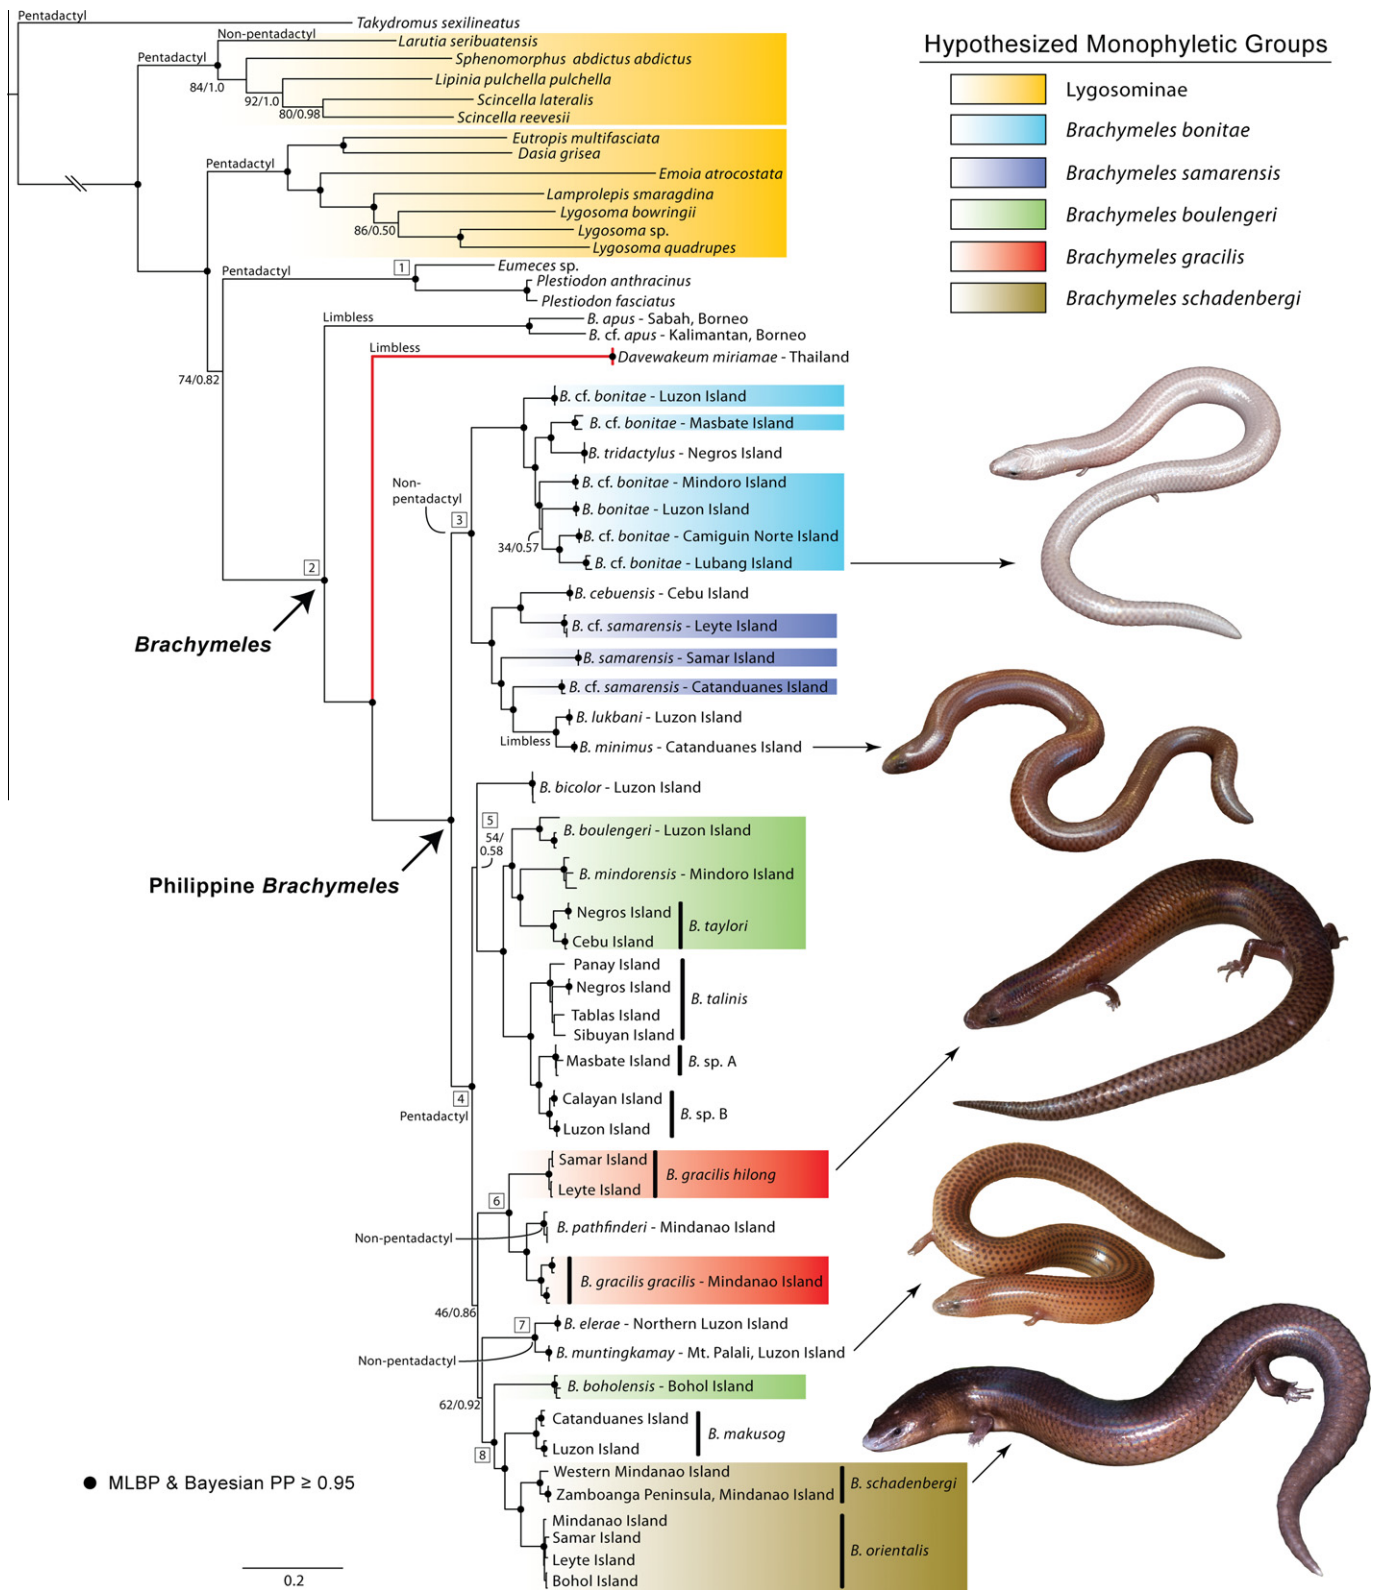 Pentadactyl
Takydromus sexilineatus
Non-pentadactyl
Larutia seribuatensis
Pentadactyl
Sphenomorphus abdictus abdictus
84/1.0
Lipinia pulchella pulchella
92/1.0
Scincella lateralis
80/0.98
Scincella reevesii
Eutropis multifasciata
Dasia grisea
Pentadactyl
Emoia atrocostata
Lamprolepis smaragdina
Lygosoma bowringii
86/0.50
Lygosoma sp.
Lygosoma quadrupes
Pentadactyl
1
Eumeces sp.
Plestiodon anthracinus
Plestiodon fasciatus
74/0.82
Limbless
B. apus - Sabah, Borneo
B. cf. apus - Kalimantan, Borneo
Limbless
Davewakeum miriamae - Thailand
2
Brachymeles
B. cf. bonitae - Luzon Island
B. cf. bonitae - Masbate Island
B. tridactylus - Negros Island
Non-
pentadactyl
3
B. cf. bonitae - Mindoro Island
B. bonitae - Luzon Island
B. cf. bonitae - Camiguin Norte Island
34/0.57
B. cf. bonitae - Lubang Island
B. cebuensis - Cebu Island
B. cf. samarensis - Leyte Island
B. samarensis - Samar Island
B. cf. samarensis - Catanduanes Island
B. lukbani - Luzon Island
Limbless
B. minimus - Catanduanes Island
Philippine Brachymeles
B. bicolor - Luzon Island
5
54/
0.58
B. boulengeri - Luzon Island
B. mindorensis - Mindoro Island
Negros Island
Cebu Island
B. taylori
Panay Island
Negros Island
Tablas Island
Sibuyan Island
B. talinis
Masbate Island
B. sp. A
Calayan Island
Luzon Island
B. sp. B
4
Pentadactyl
Samar Island
Leyte Island
B. gracilis hilong
6
B. pathfinderi - Mindanao Island
Non-pentadactyl
B. gracilis gracilis - Mindanao Island
46/0.86
7
B. elerae - Northern Luzon Island
B. muntingkamay - Mt. Palali, Luzon Island
Non-pentadactyl
B. boholensis - Bohol Island
62/0.92
Catanduanes Island
Luzon Island
B. makusog
8
Western Mindanao Island
Zamboanga Peninsula, Mindanao Island
B. schadenbergi
Mindanao Island
Samar Island
Leyte Island
Bohol Island
B. orientalis
Hypothesized Monophyletic Groups
Lygosominae
Brachymeles bonitae
Brachymeles samarensis
Brachymeles boulengeri
Brachymeles gracilis
Brachymeles schadenbergi
MLBP & Bayesian PP ≥ 0.95
0.2